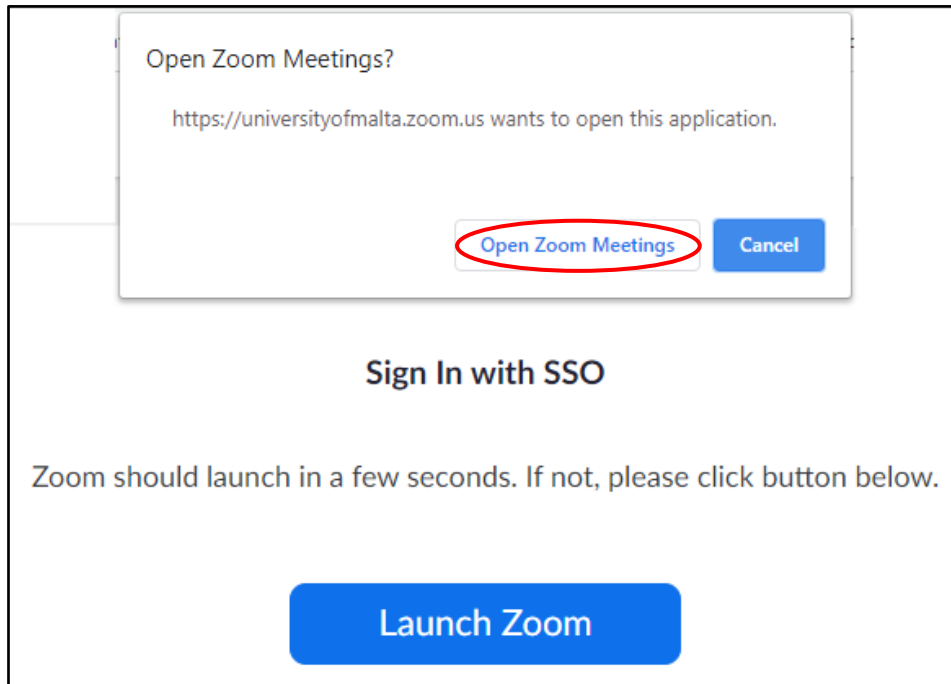 Open Zoom Meetings?
https://universityofmalta.zoom.us wants to open this application.
Open Zoom Meetings Cancel
Sign In with SSO
Zoom should launch in a few seconds. If not, please click button below.
Launch Zoom